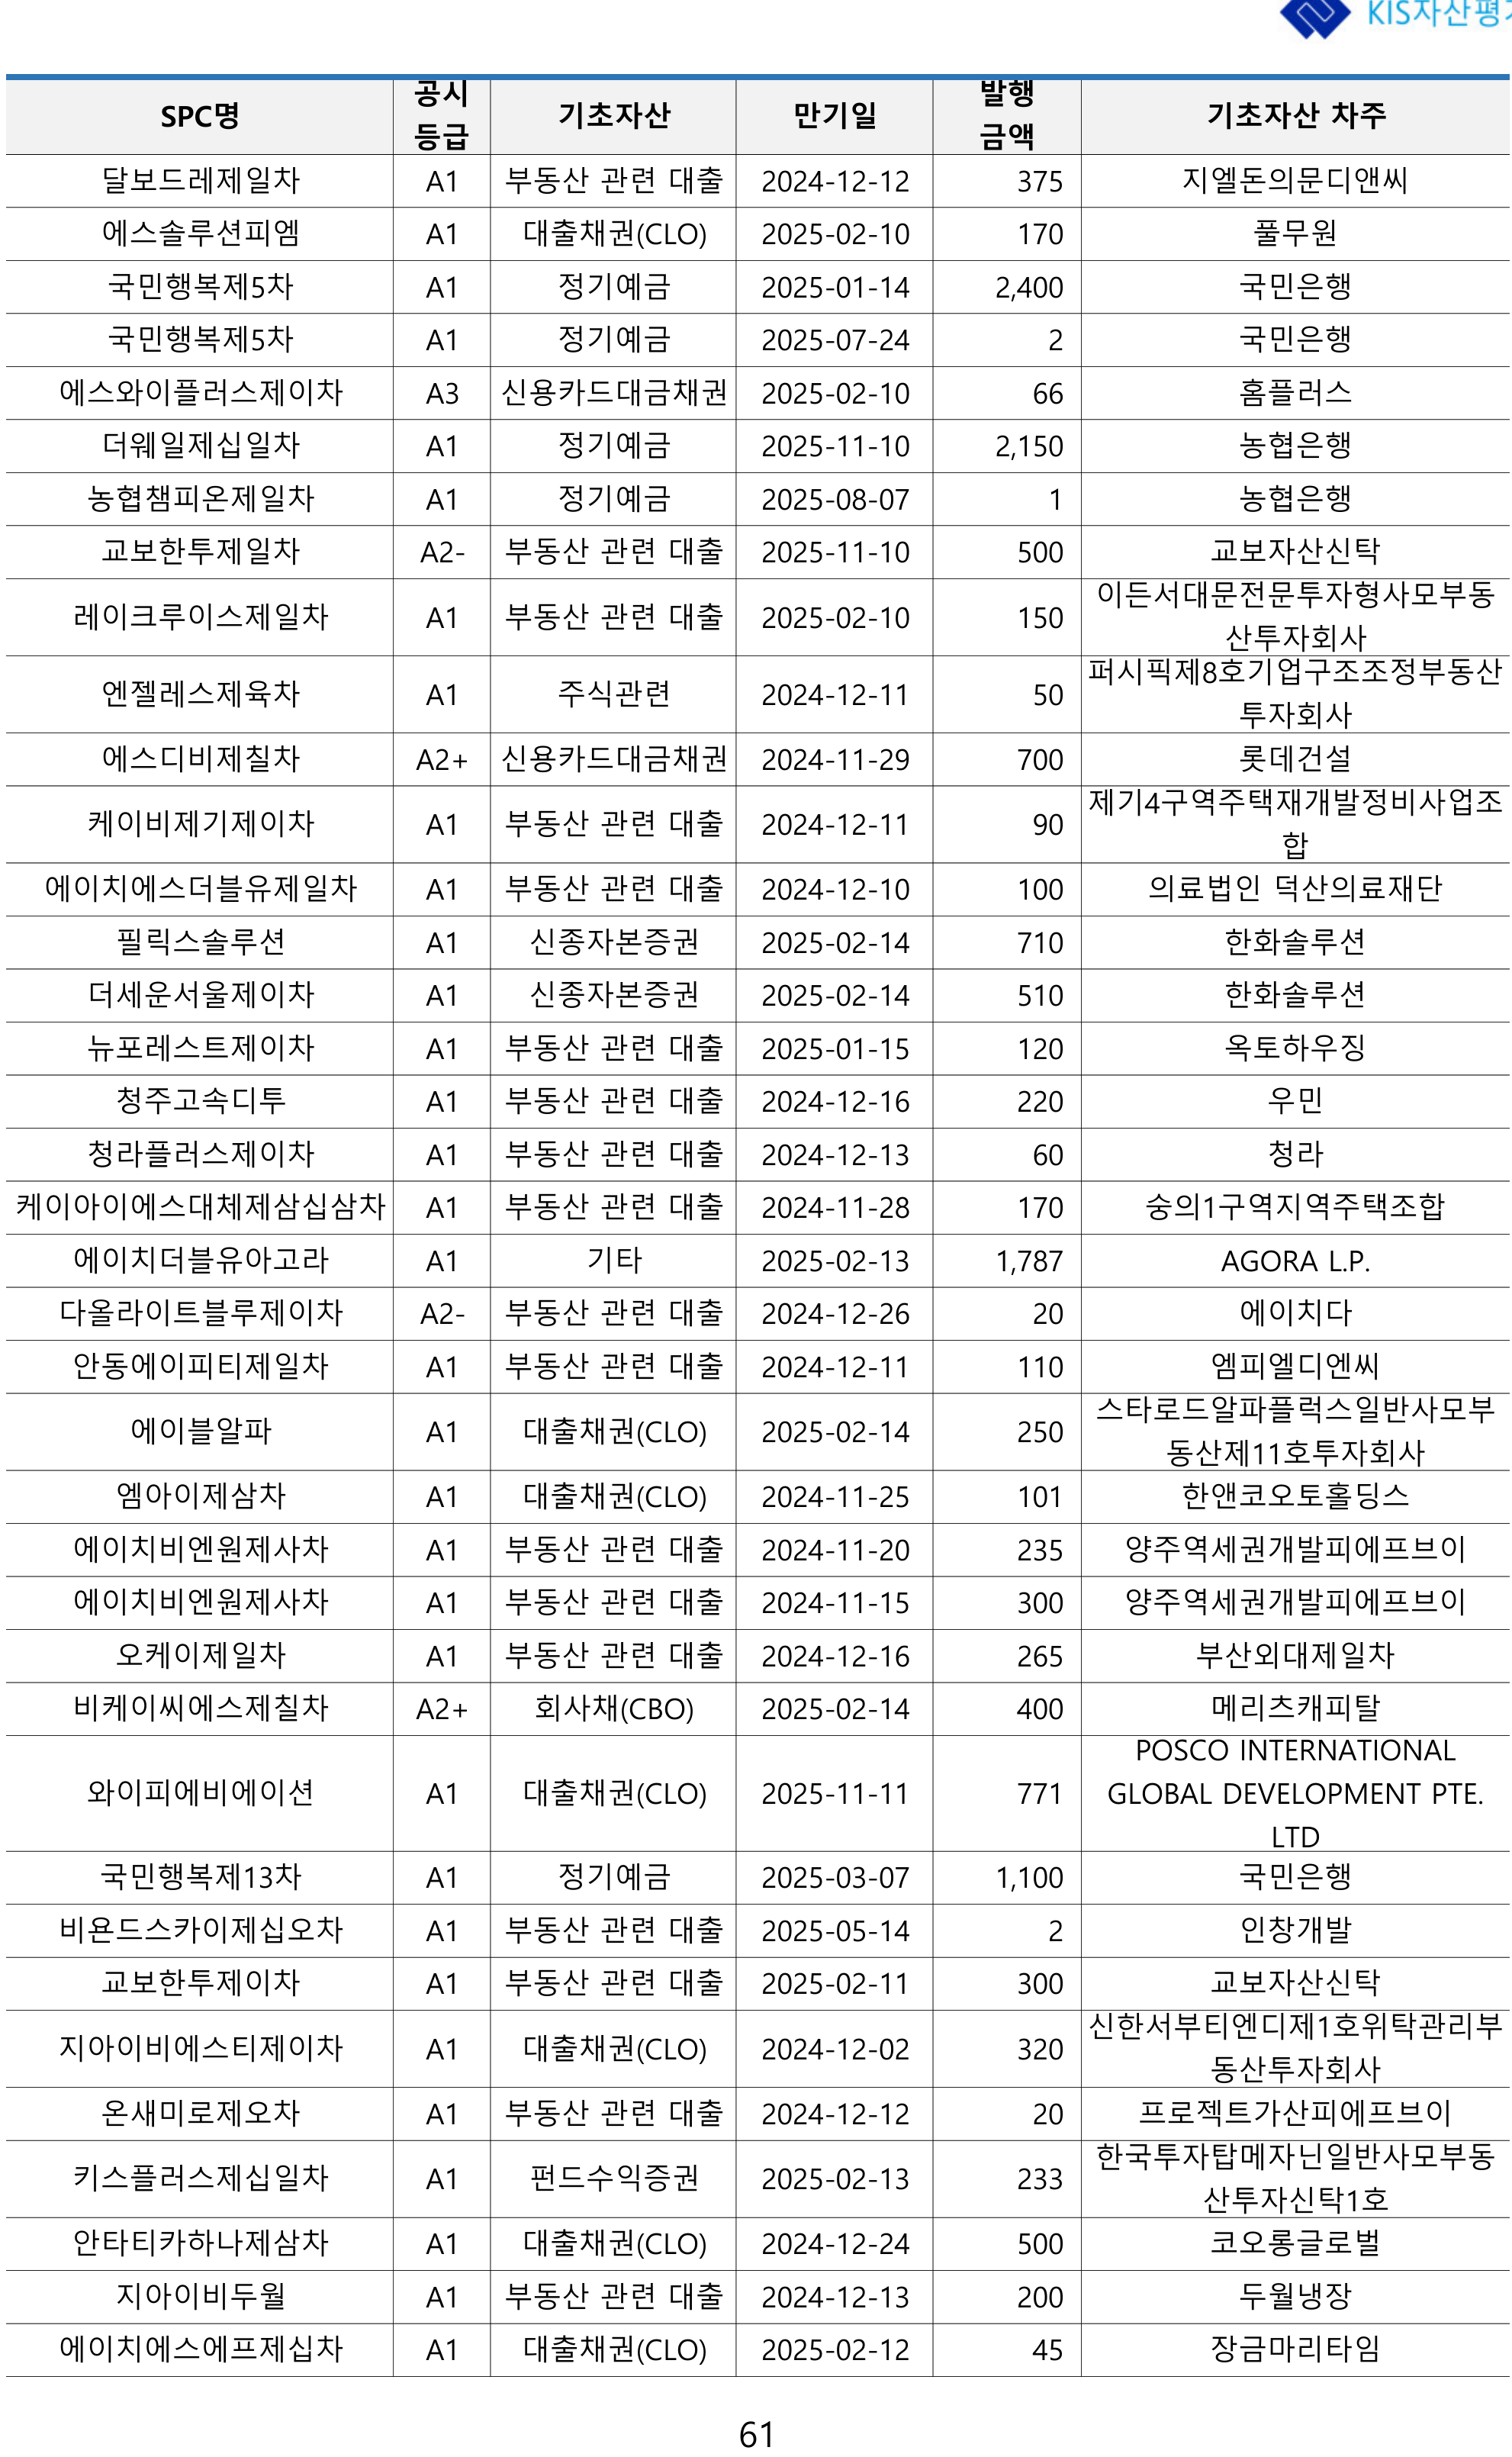 KIS자산평가
SPC명 공시등급 기초자산 만기일 발행금액 기초자산 차주
달보드레제일차 A1 부동산 관련 대출 2024-12-12 375 지엘돈의문디앤씨
에스솔루션피엠 A1 대출채권(CLO) 2025-02-10 170 풀무원
국민행복제5차 A1 정기예금 2025-01-14 2,400 국민은행
국민행복제5차 A1 정기예금 2025-07-24 2 국민은행
에스와이플러스제이차 A3 신용카드대금채권 2025-02-10 66 홈플러스
더웨일제십일차 A1 정기예금 2025-11-10 2,150 농협은행
농협챔피온제일차 A1 정기예금 2025-08-07 1 농협은행
교보한투제일차 A2- 부동산 관련 대출 2025-11-10 500 교보자산신탁
레이크루이스제일차 A1 부동산 관련 대출 2025-02-10 150 이든서대문전문투자형사모부동산투자회사
엔젤레스제육차 A1 주식관련 2024-12-11 50 퍼시픽제8호기업구조조정부동산투자회사
에스디비제칠차 A2+ 신용카드대금채권 2024-11-29 700 롯데건설
케이비제기제이차 A1 부동산 관련 대출 2024-12-11 90 제기4구역주택재개발정비사업조합
에이치에스더블유제일차 A1 부동산 관련 대출 2024-12-10 100 의료법인 덕산의료재단
필릭스솔루션 A1 신종자본증권 2025-02-14 710 한화솔루션
더세운서울제이차 A1 신종자본증권 2025-02-14 510 한화솔루션
뉴포레스트제이차 A1 부동산 관련 대출 2025-01-15 120 옥토하우징
청주고속디투 A1 부동산 관련 대출 2024-12-16 220 우민
청라플러스제이차 A1 부동산 관련 대출 2024-12-13 60 청라
케이아이에스대체제삼십삼차 A1 부동산 관련 대출 2024-11-28 170 숭의1구역지역주택조합
에이치더블유아고라 A1 기타 2025-02-13 1,787 AGORA L.P.
다올라이트블루제이차 A2- 부동산 관련 대출 2024-12-26 20 에이치다
안동에이피티제일차 A1 부동산 관련 대출 2024-12-11 110 엠피엘디엔씨
에이블알파 A1 대출채권(CLO) 2025-02-14 250 스타로드알파플럭스일반사모부동산제11호투자회사
엠아이제삼차 A1 대출채권(CLO) 2024-11-25 101 한앤코오토홀딩스
에이치비엔원제사차 A1 부동산 관련 대출 2024-11-20 235 양주역세권개발피에프브이
에이치비엔원제사차 A1 부동산 관련 대출 2024-11-15 300 양주역세권개발피에프브이
오케이제일차 A1 부동산 관련 대출 2024-12-16 265 부산외대제일차
비케이씨에스제칠차 A2+ 회사채(CBO) 2025-02-14 400 메리츠캐피탈
와이피에비에이션 A1 대출채권(CLO) 2025-11-11 771 POSCO INTERNATIONAL GLOBAL DEVELOPMENT PTE. LTD
국민행복제13차 A1 정기예금 2025-03-07 1,100 국민은행
비욘드스카이제십오차 A1 부동산 관련 대출 2025-05-14 2 인창개발
교보한투제이차 A1 부동산 관련 대출 2025-02-11 300 교보자산신탁
지아이비에스티제이차 A1 대출채권(CLO) 2024-12-02 320 신한서부티엔디제1호위탁관리부동산투자회사
온새미로제오차 A1 부동산 관련 대출 2024-12-12 20 프로젝트가산피에프브이
키스플러스제십일차 A1 펀드수익증권 2025-02-13 233 한국투자탑메자닌일반사모부동산투자신탁1호
안타티카하나제삼차 A1 대출채권(CLO) 2024-12-24 500 코오롱글로벌
지아이비두월 A1 부동산 관련 대출 2024-12-13 200 두월냉장
에이치에스에프제십차 A1 대출채권(CLO) 2025-02-12 45 장금마리타임
61